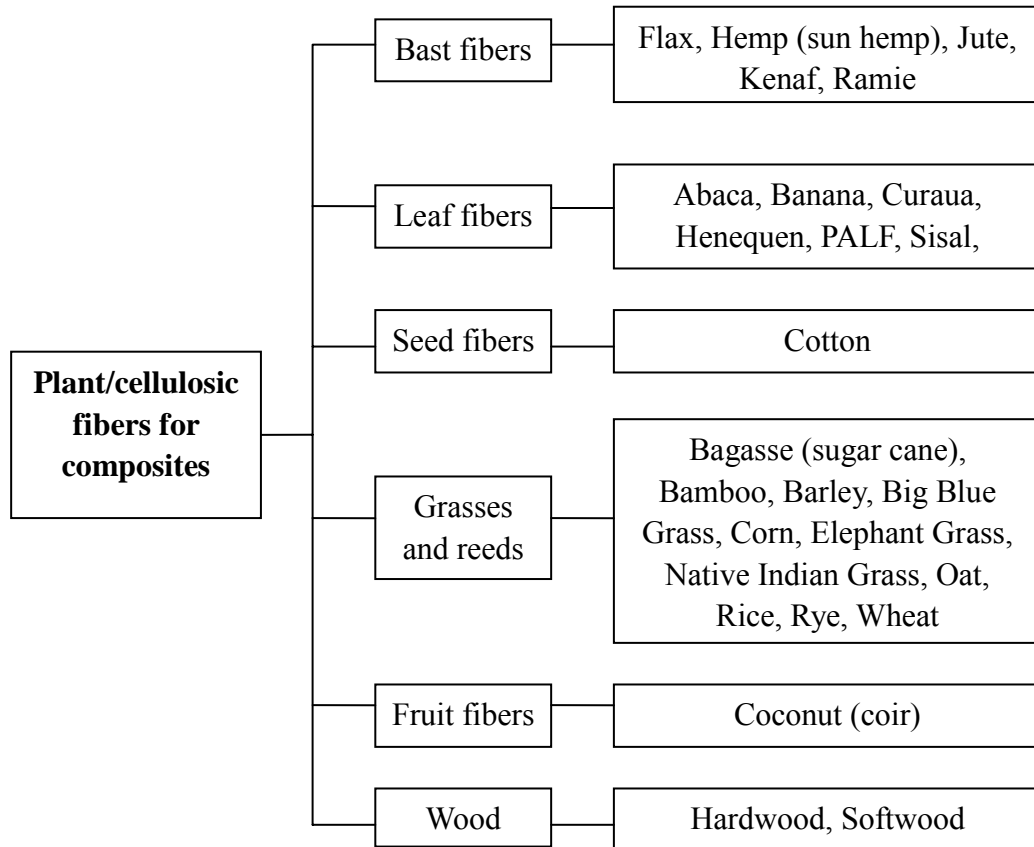 Plant/cellulosic
fibers for
composites
Bast fibers
Flax, Hemp (sun hemp), Jute,
Kenaf, Ramie
Leaf fibers
Abaca, Banana, Curaua,
Henequen, PALF, Sisal,
Seed fibers
Cotton
Grasses
and reeds
Bagasse (sugar cane),
Bamboo, Barley, Big Blue
Grass, Corn, Elephant Grass,
Native Indian Grass, Oat,
Rice, Rye, Wheat
Fruit fibers
Coconut (coir)
Wood
Hardwood, Softwood